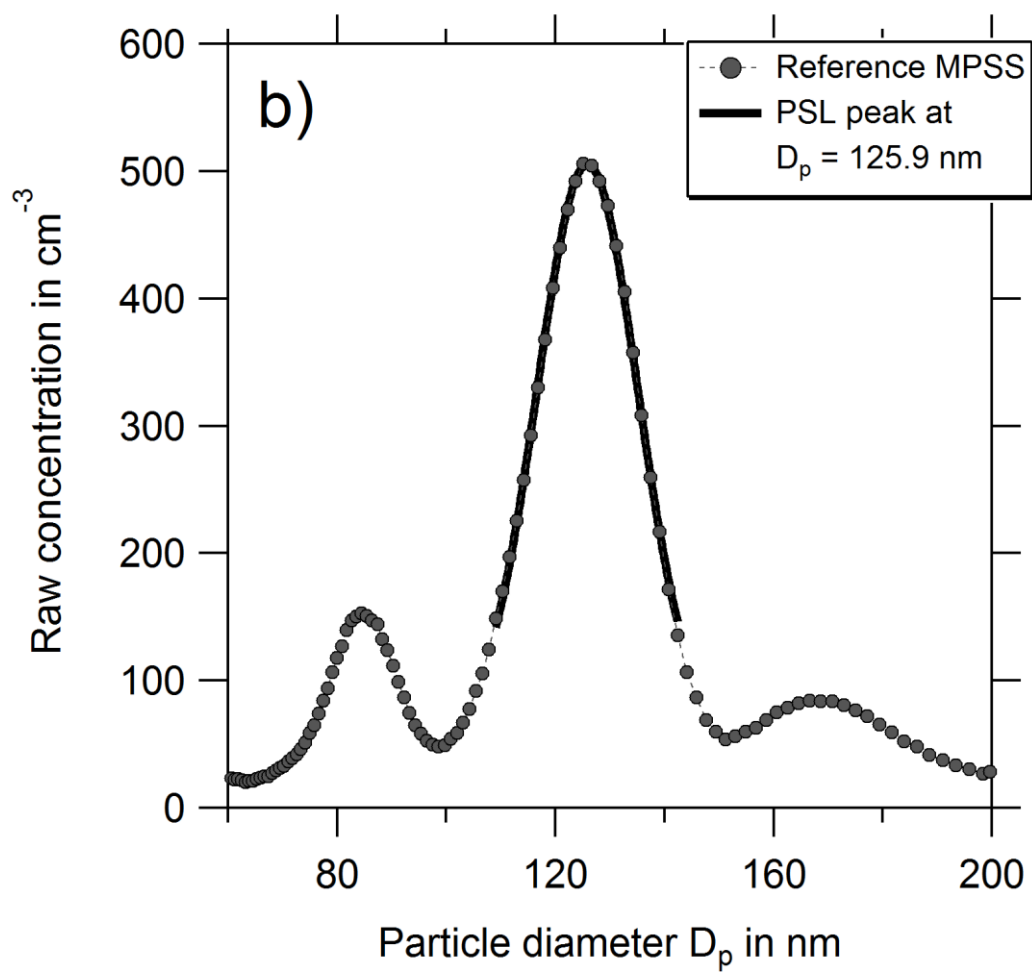 600
500
400
300
200
100
0
Raw concentration in cm⁻³
b)
Reference MPSS
PSL peak at
Dₚ = 125.9 nm
80 120 160 200
Particle diameter Dₚ in nm